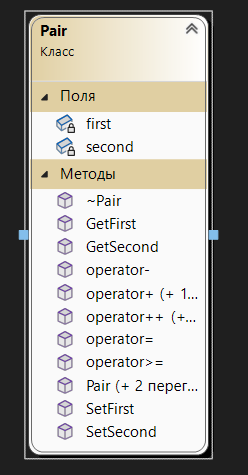 Pair
Класс
Поля
first
second
Методы
~Pair
GetFirst
GetSecond
operator-
operator+ (+ 1...
operator++ (+...
operator=
operator>=
Pair (+ 2 перег...
SetFirst
SetSecond